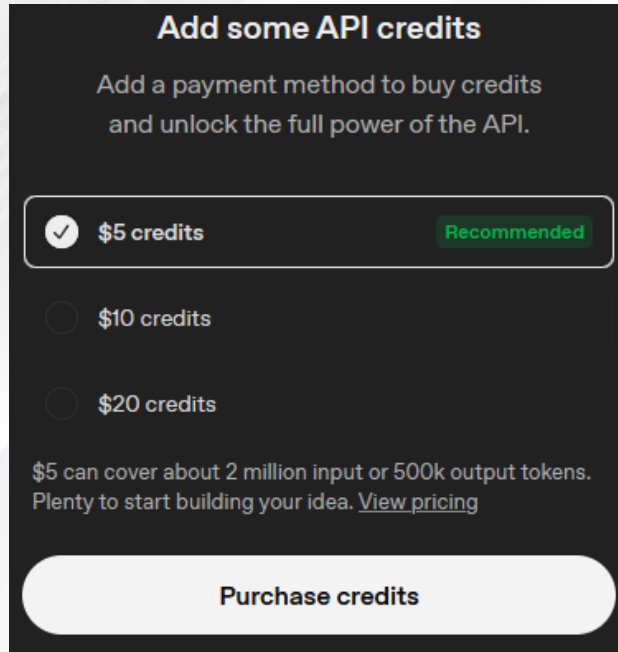 Add some API credits
Add a payment method to buy credits
and unlock the full power of the API.
$5 credits
Recommended
$10 credits
$20 credits
$5 can cover about 2 million input or 500k output tokens.
Plenty to start building your idea. View pricing
Purchase credits